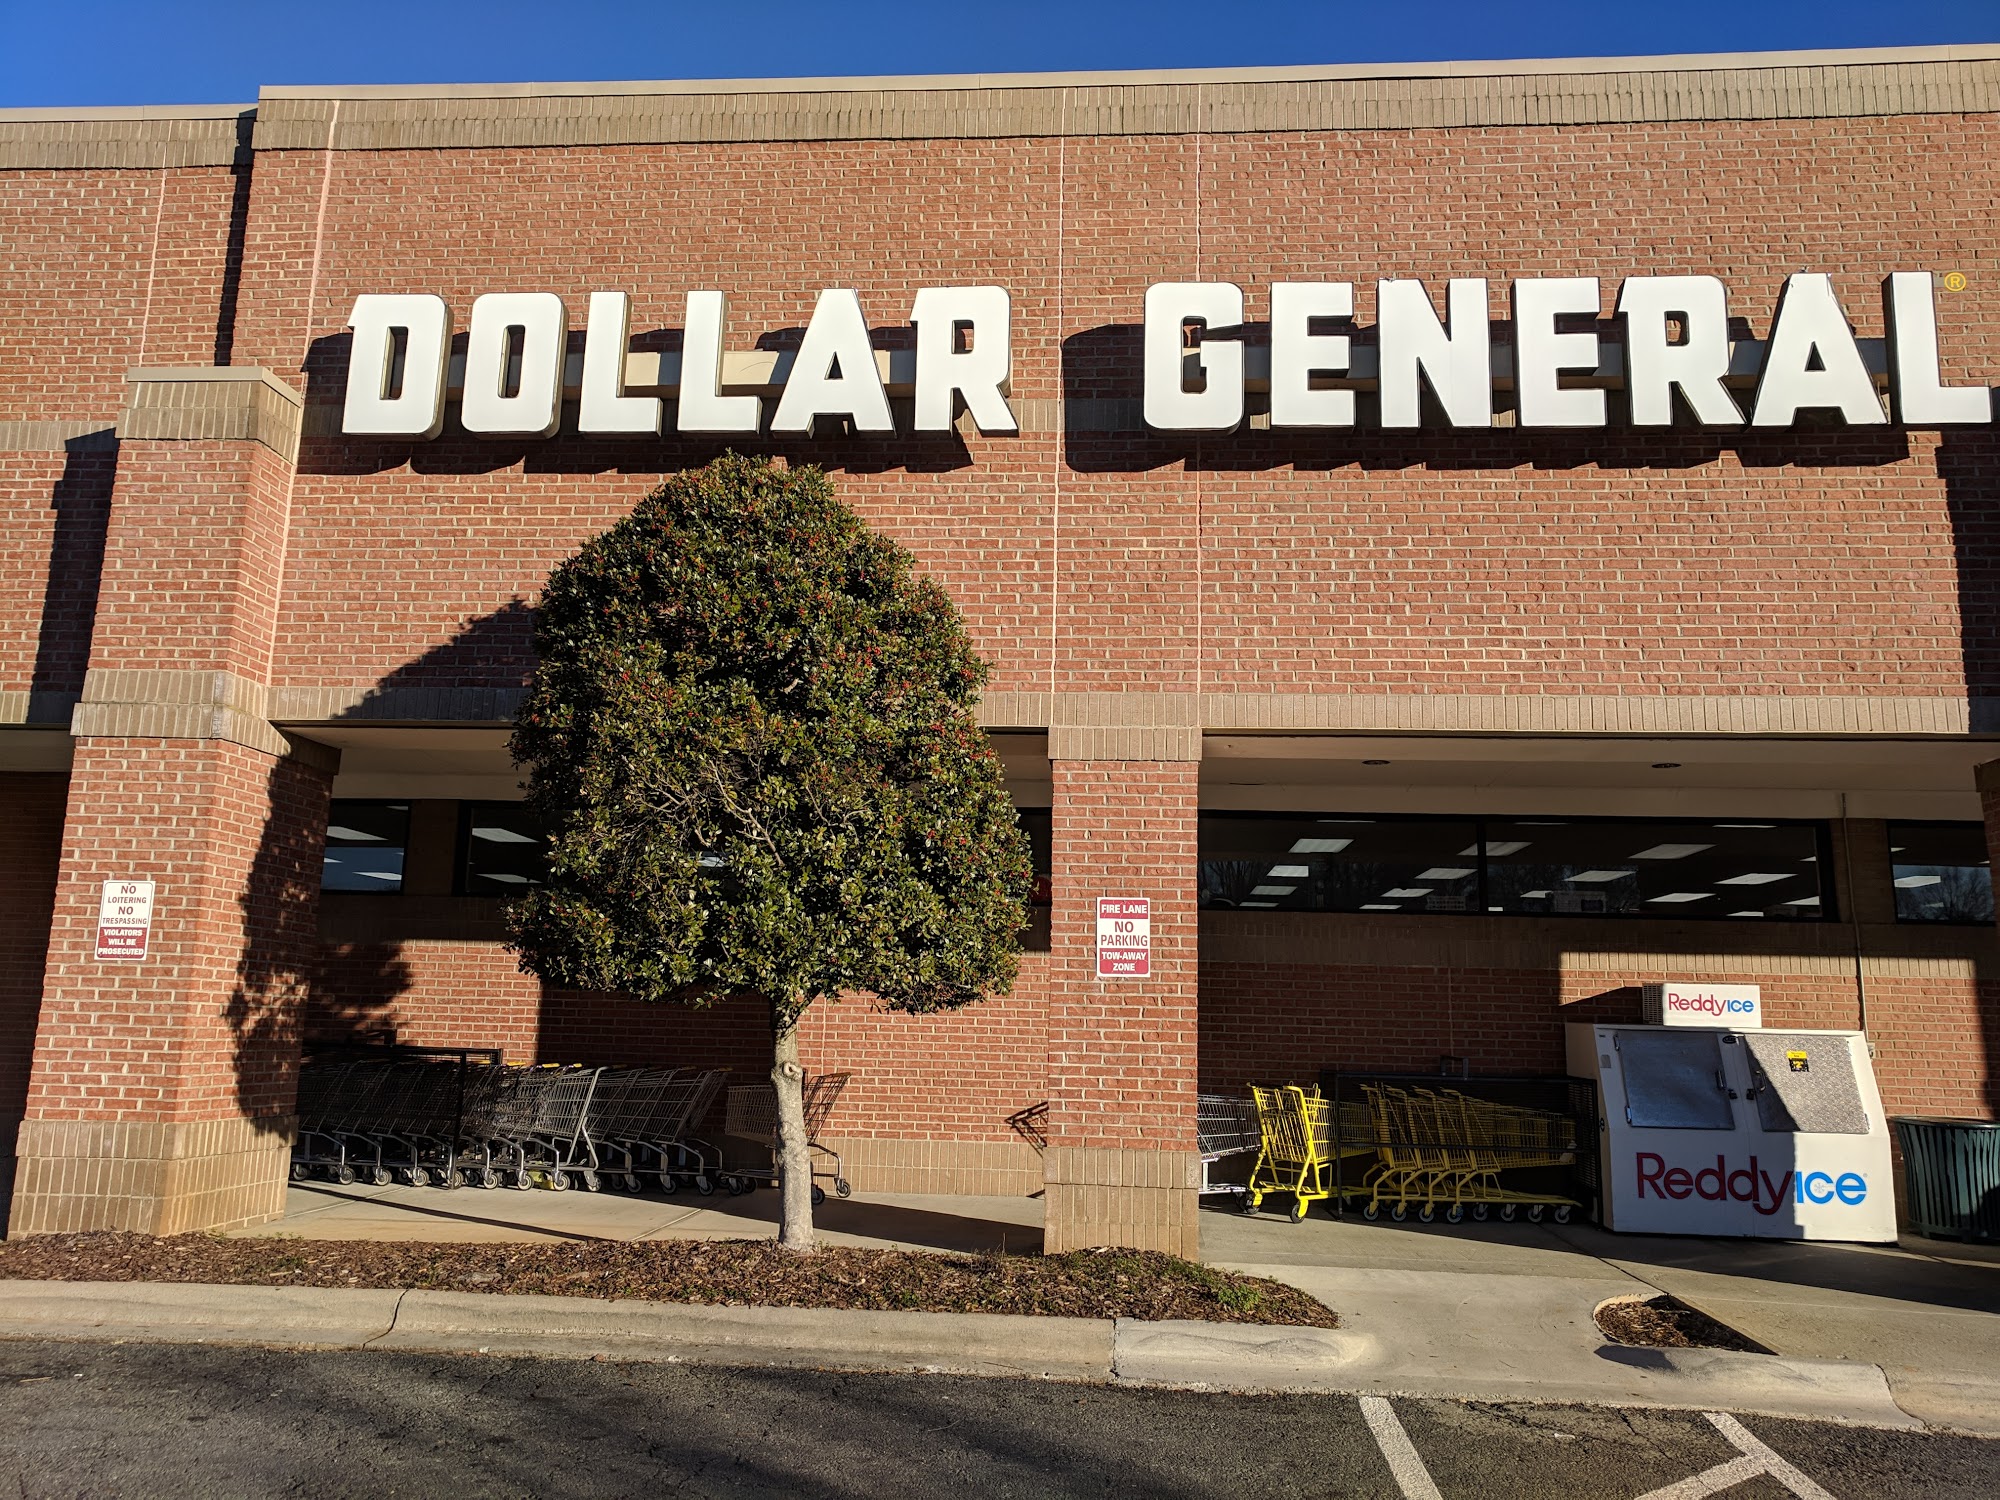 DOLLAR GENERAL®
NO
LOITERING
NO
TRESPASSING
VIOLATORS
WILL BE
PROSECUTED
FIRE LANE
NO
PARKING
TOW-AWAY
ZONE
Reddyice
Reddyice